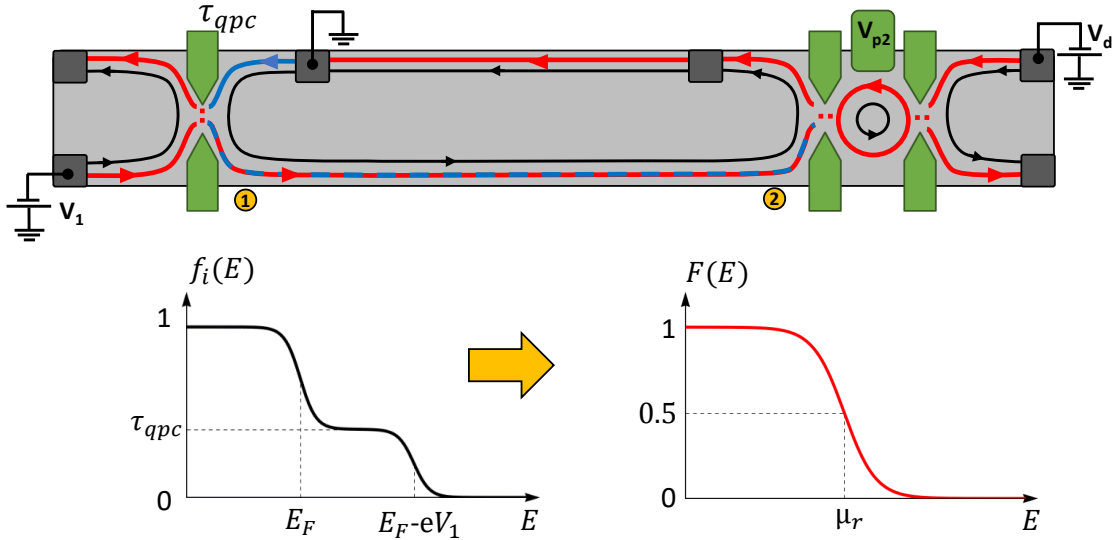 τ_qpc
V_p2
V_d
V_1
1
2
f_i(E)
F(E)
1
1
τ_qpc
0.5
0
0
E_F
E_F-eV_1
E
μ_r
E